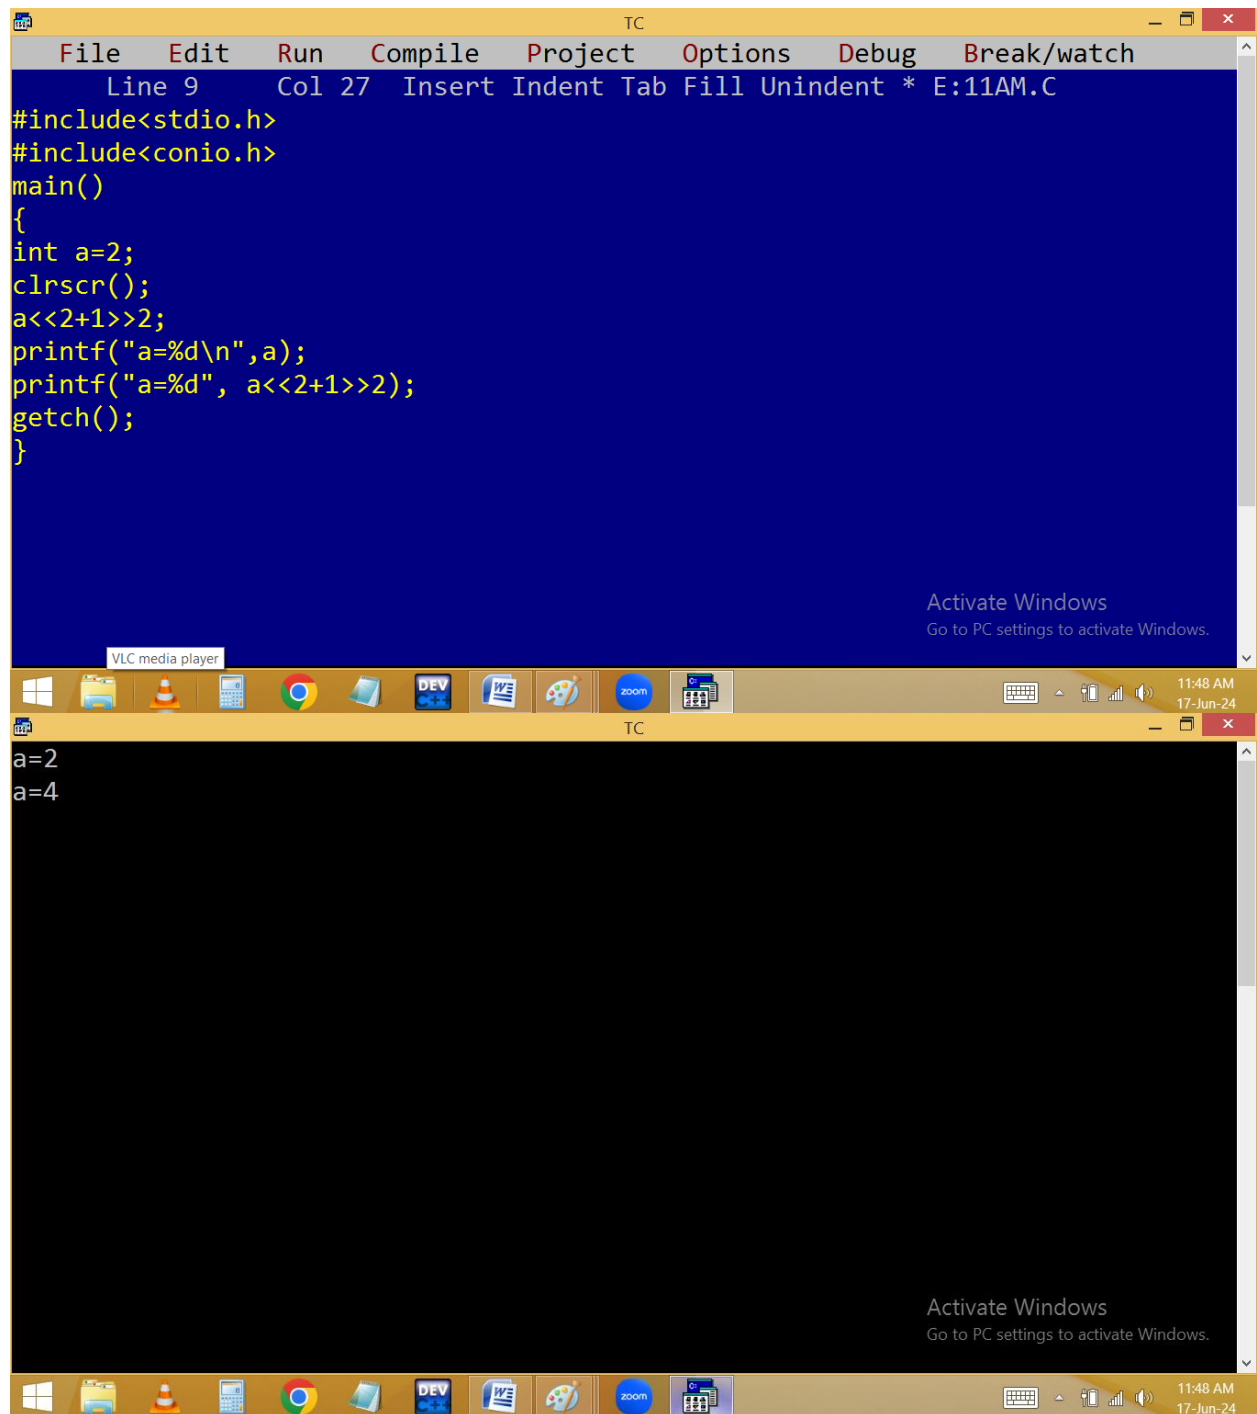 TC
File Edit Run Compile Project Options Debug Break/watch
Line 9 Col 27 Insert Indent Tab Fill Unindent * E:11AM.C
#include<stdio.h>
#include<conio.h>
main()
{
int a=2;
clrscr();
a<<2+1>>2;
printf("a=%d\n",a);
printf("a=%d", a<<2+1>>2);
getch();
}
Activate Windows
Go to PC settings to activate Windows.
VLC media player
DEV
C++
W
zoom
C:
11:48 AM
17-Jun-24
TC
a=2
a=4
Activate Windows
Go to PC settings to activate Windows.
DEV
C++
W
zoom
C:
11:48 AM
17-Jun-24